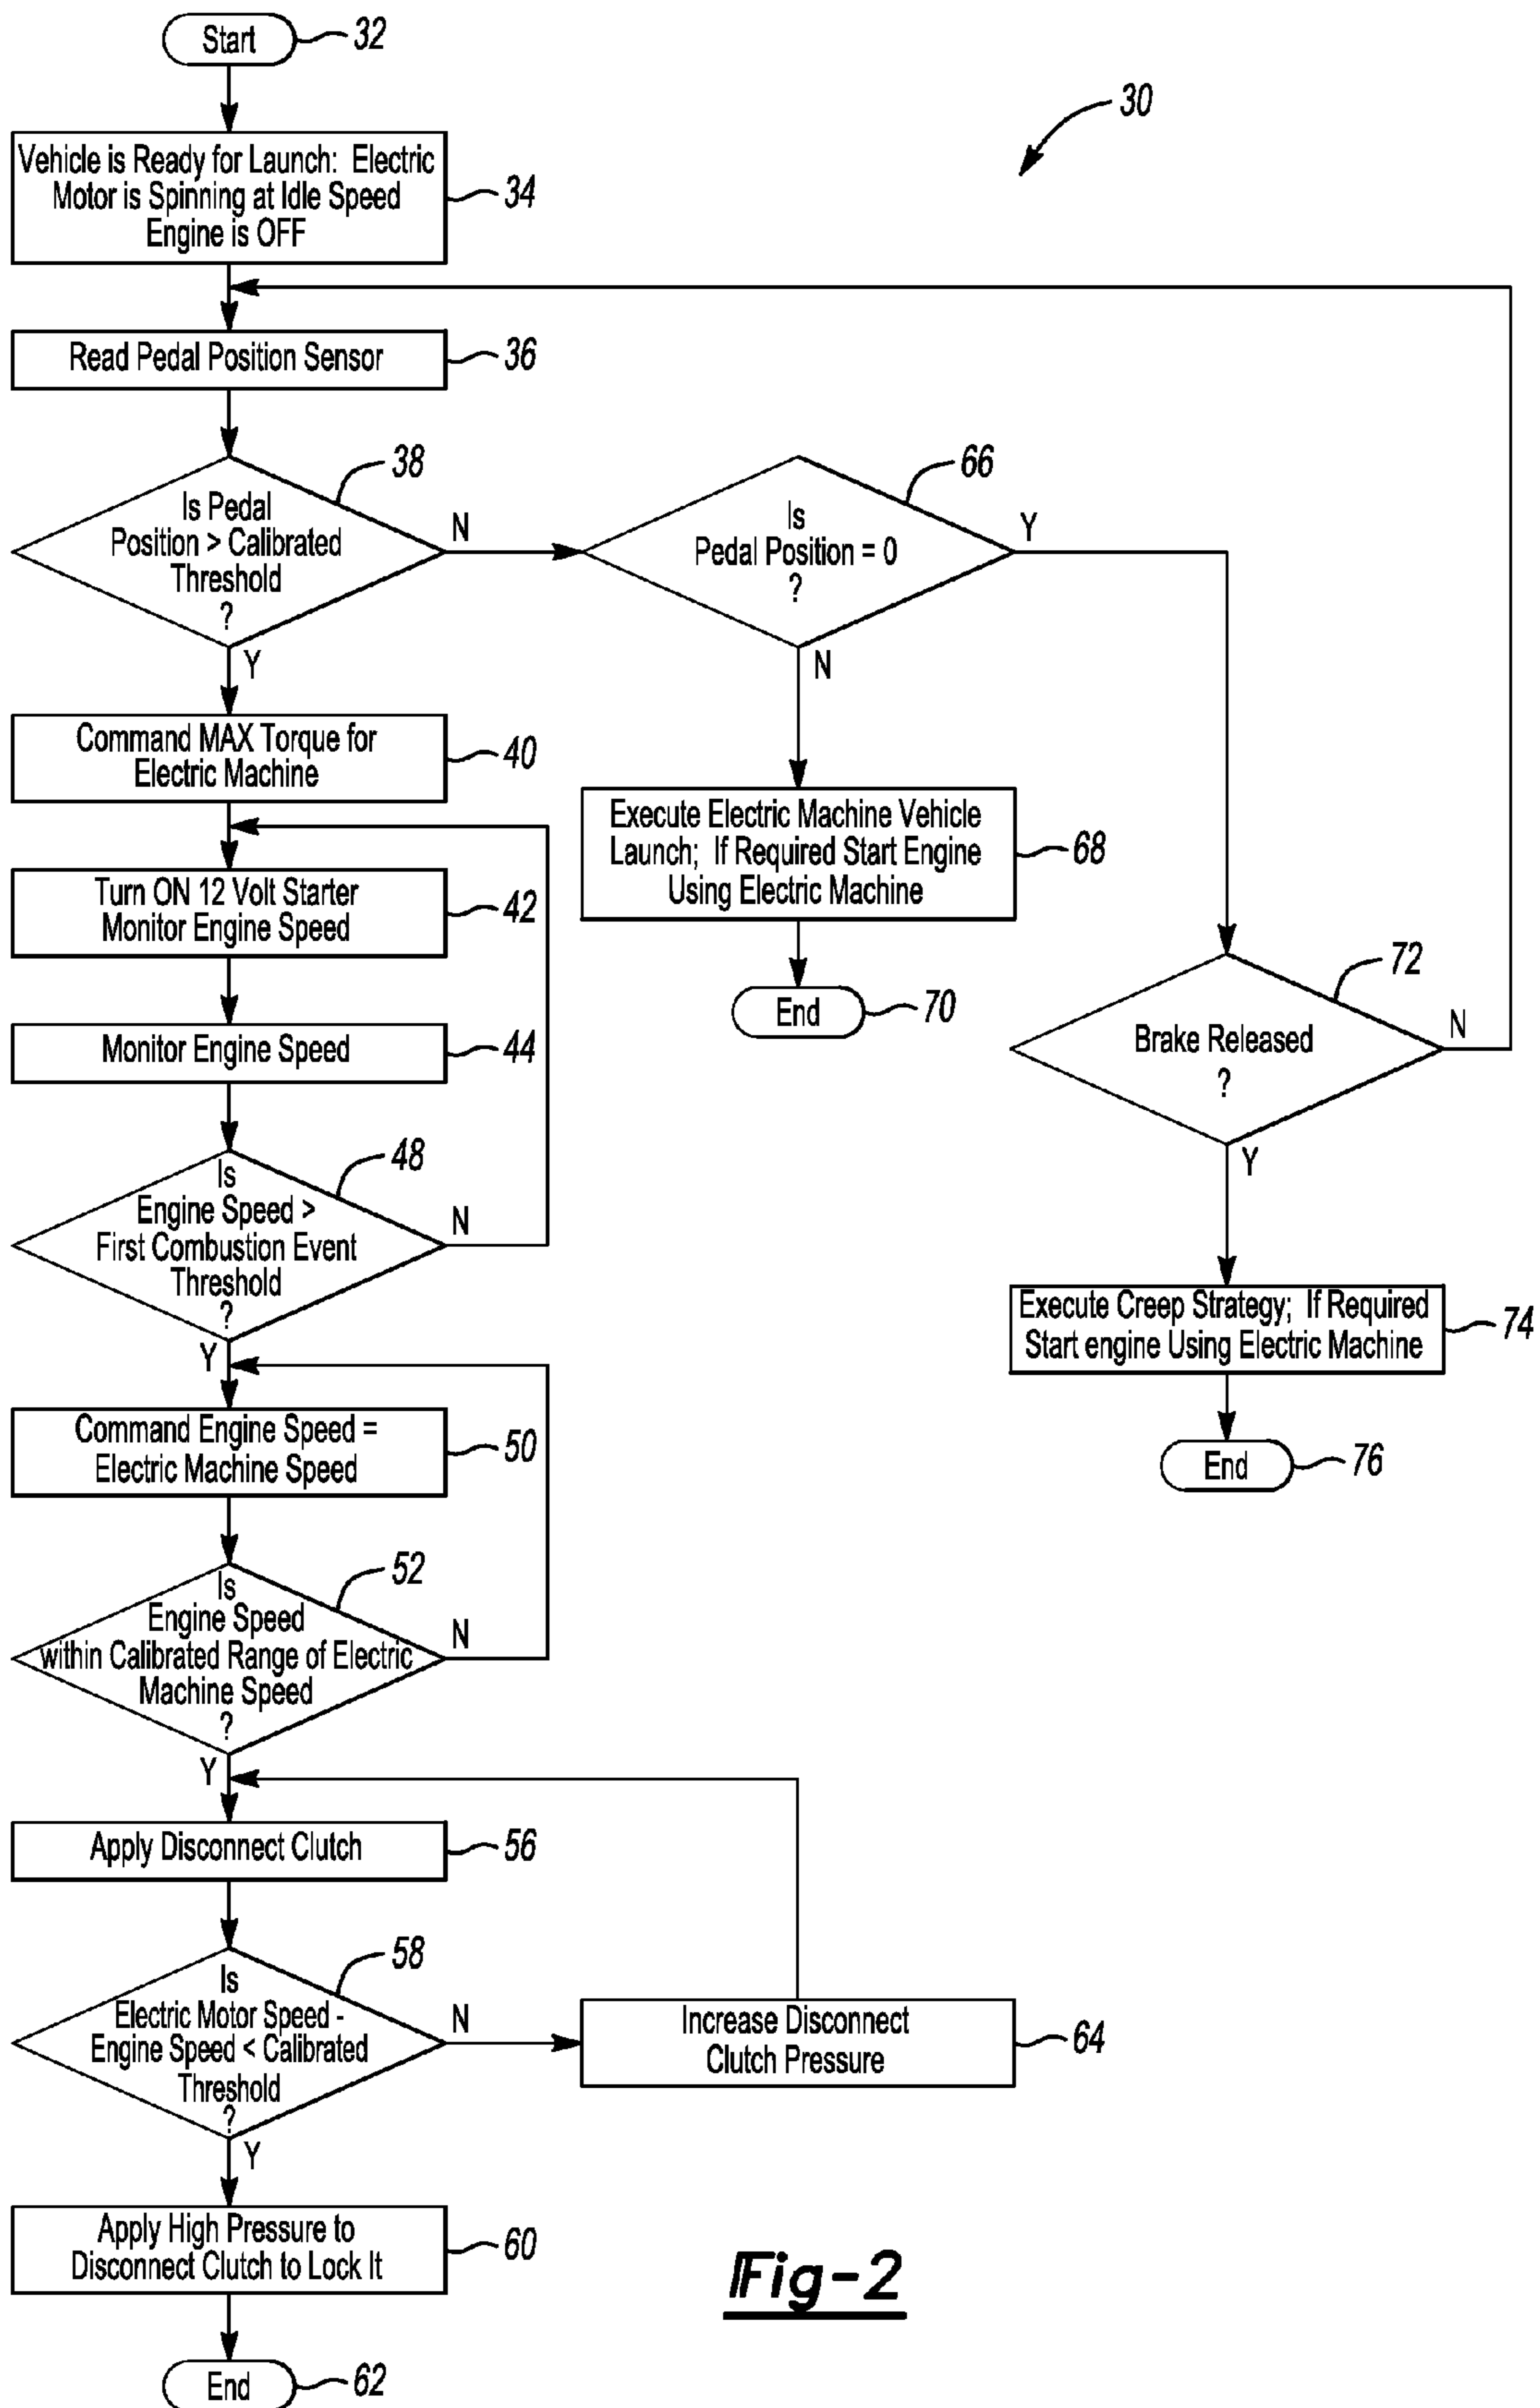 Start
32
30
Vehicle is Ready for Launch: Electric
Motor is Spinning at Idle Speed
Engine is OFF
34
Read Pedal Position Sensor
36
Is Pedal
Position > Calibrated
Threshold
?
38
N
Y
Is
Pedal Position = 0
?
66
Y
N
Command MAX Torque for
Electric Machine
40
Execute Electric Machine Vehicle
Launch; If Required Start Engine
Using Electric Machine
68
End
70
Turn ON 12 Volt Starter
Monitor Engine Speed
42
Monitor Engine Speed
44
Brake Released
?
72
N
Y
Is
Engine Speed >
First Combustion Event
Threshold
?
48
N
Y
Execute Creep Strategy; If Required
Start engine Using Electric Machine
74
End
76
Command Engine Speed =
Electric Machine Speed
50
Is
Engine Speed
within Calibrated Range of Electric
Machine Speed
?
52
N
Y
Apply Disconnect Clutch
56
Is
Electric Motor Speed -
Engine Speed < Calibrated
Threshold
?
58
N
Y
Increase Disconnect
Clutch Pressure
64
Apply High Pressure to
Disconnect Clutch to Lock It
60
End
62
Fig-2